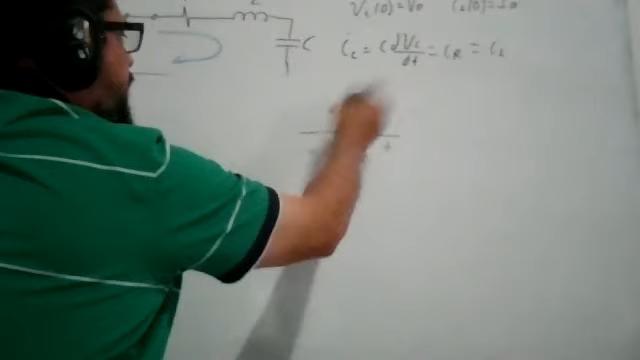 L
V_c(0)=V_0 i_L(0)=I_0
C
i_c = C dV_c/dt = i_R = i_L
+